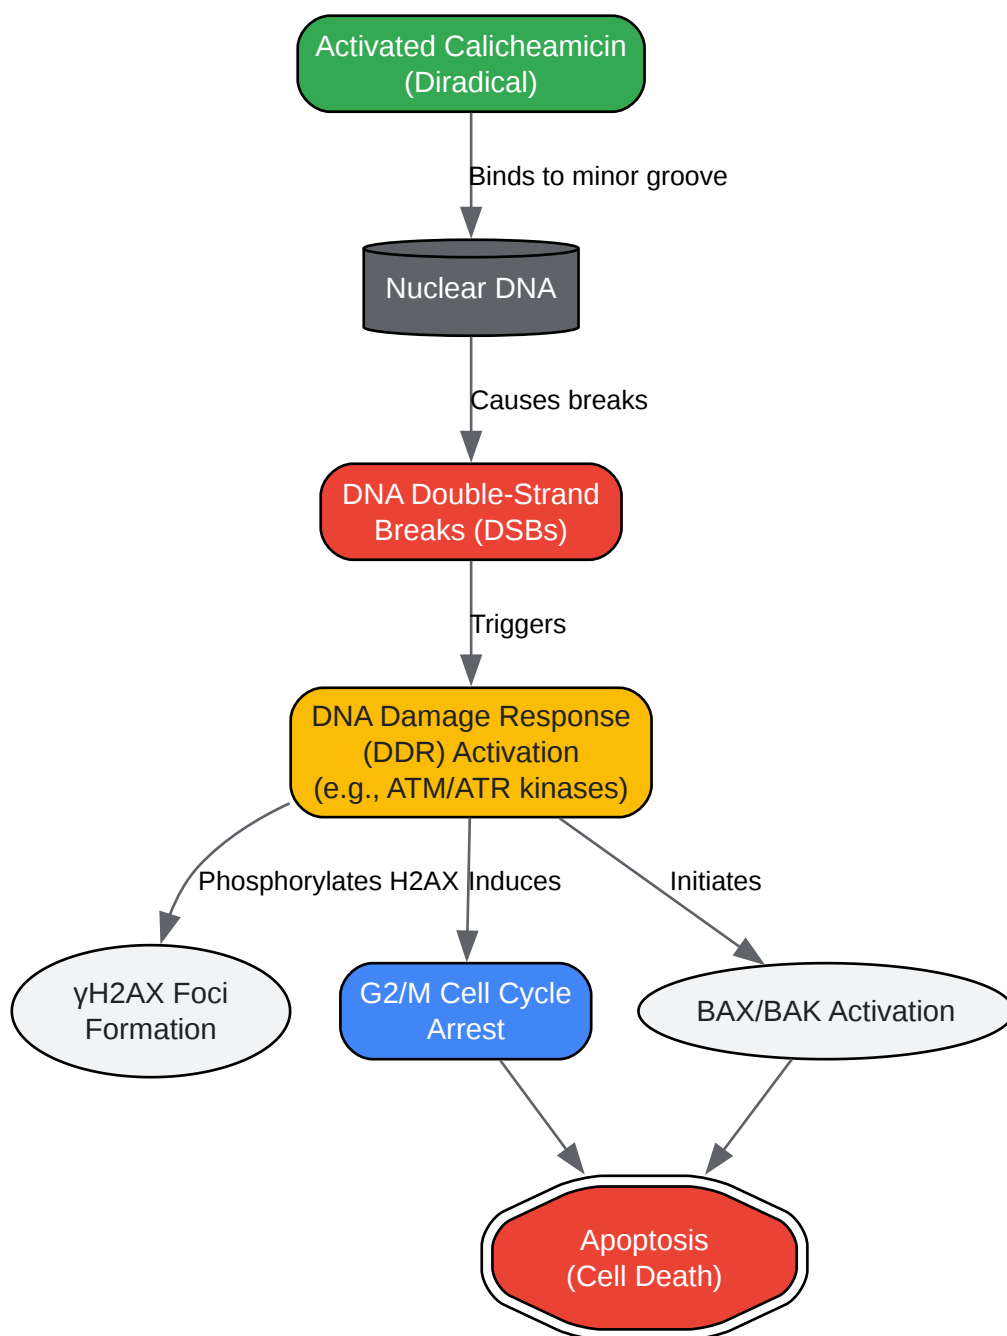 Activated Calicheamicin
(Diradical)
Binds to minor groove
Nuclear DNA
Causes breaks
DNA Double-Strand
Breaks (DSBs)
Triggers
DNA Damage Response
(DDR) Activation
(e.g., ATM/ATR kinases)
Phosphorylates H2AX
Induces
Initiates
γH2AX Foci
Formation
G2/M Cell Cycle
Arrest
BAX/BAK Activation
Apoptosis
(Cell Death)